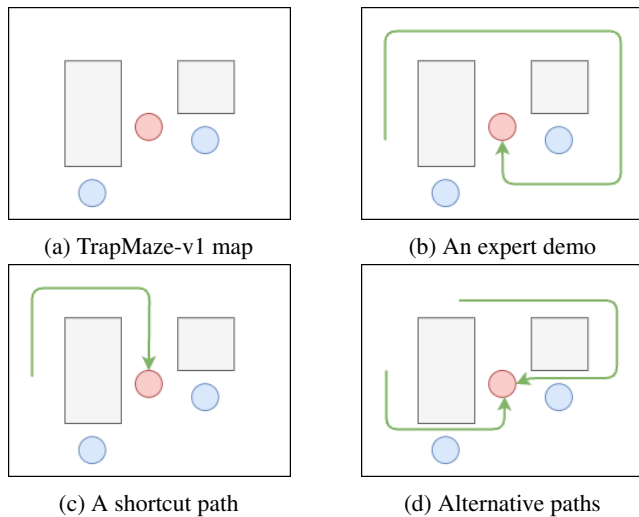 (a) TrapMaze-v1 map
(b) An expert demo
(c) A shortcut path
(d) Alternative paths